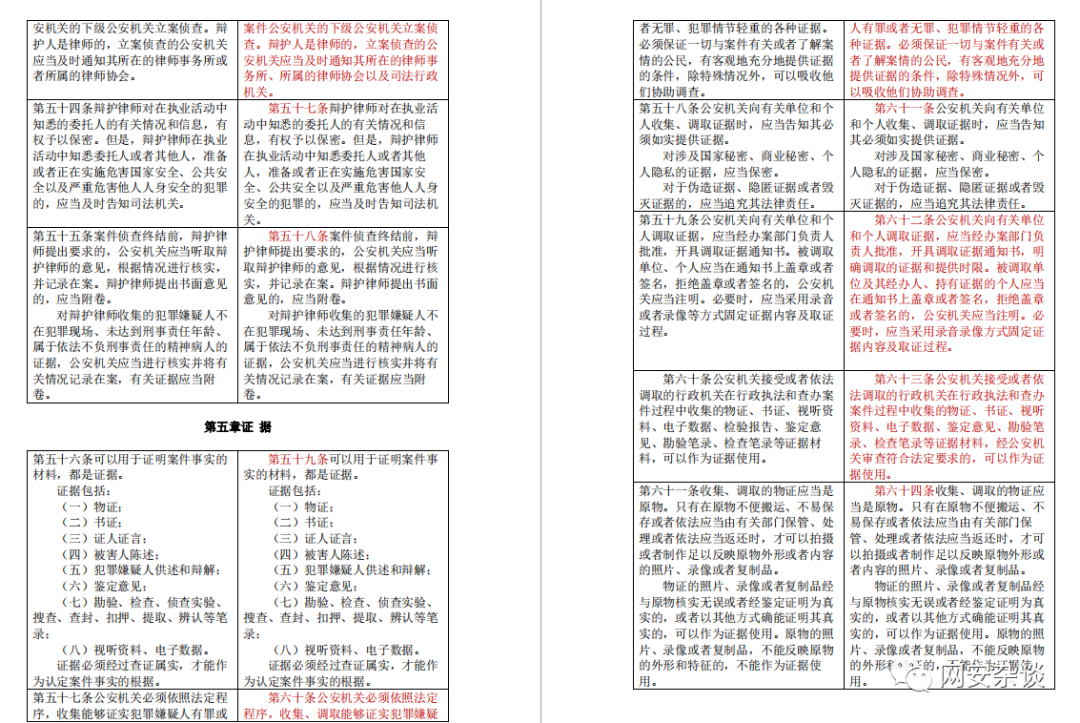 安机关的下级公安机关立案侦查。辩
护人是律师的，立案侦查的公安机关
应当及时通知其所在的律师事务所或
者所属的律师协会。
案件公安机关的下级公安机关立案侦
查。辩护人是律师的，立案侦查的公
安机关应当及时通知其所在的律师事
务所、所属的律师协会以及司法行政
机关。
第五十四条辩护律师对在执业活动中
知悉的委托人的有关情况和信息，有
权予以保密。但是，辩护律师在执业
活动中知悉委托人或者其他人，准备
或者正在实施危害国家安全、公共安
全以及严重危害他人人身安全的犯罪
的，应当及时告知司法机关。
第五十七条辩护律师对在执业活
动中知悉的委托人的有关情况和信
息，有权予以保密。但是，辩护律师
在执业活动中知悉委托人或者其他
人，准备或者正在实施危害国家安
全、公共安全以及严重危害他人人身
安全的犯罪的，应当及时告知司法机
关。
第五十五条案件侦查终结前，辩护律
师提出要求的，公安机关应当听取辩
护律师的意见，根据情况进行核实，
并记录在案。辩护律师提出书面意
见的，应当附卷。
对辩护律师收集的犯罪嫌疑人不
在犯罪现场、未达到刑事责任年龄、
属于依法不负刑事责任的精神病人的
证据，公安机关应当进行核实并将有
关情况记录在案，有关证据应当附
卷。
第五十八条案件侦查终结前，辩
护律师提出要求的，公安机关应当听
取辩护律师的意见，根据情况进行核
实，并记录在案。辩护律师提出书面
意见的，应当附卷。
对辩护律师收集的犯罪嫌疑人不
在犯罪现场、未达到刑事责任年龄、
属于依法不负刑事责任的精神病人的
证据，公安机关应当进行核实并将有
关情况记录在案，有关证据应当附
卷。
第五章证 据
第五十六条可以用于证明案件事实的
材料，都是证据。
证据包括：
（一）物证；
（二）书证；
（三）证人证言；
（四）被害人陈述；
（五）犯罪嫌疑人供述和辩解；
（六）鉴定意见；
（七）勘验、检查、侦查实验、
搜查、查封、扣押、提取、辨认等笔
录；
（八）视听资料、电子数据。
证据必须经过查证属实，才能作
为认定案件事实的根据。
第五十九条可以用于证明案件事
实的材料，都是证据。
证据包括：
（一）物证；
（二）书证；
（三）证人证言；
（四）被害人陈述；
（五）犯罪嫌疑人供述和辩解；
（六）鉴定意见；
（七）勘验、检查、侦查实验、
搜查、查封、扣押、提取、辨认等笔
录；
（八）视听资料、电子数据。
证据必须经过查证属实，才能作
为认定案件事实的根据。
第五十七条公安机关必须依照法定程
序，收集能够证实犯罪嫌疑人有罪或
第六十条公安机关必须依照法定
程序，收集、调取能够证实犯罪嫌疑
者无罪、犯罪情节轻重的各种证据。
必须保证一切与案件有关或者了解案
情的公民，有客观地充分地提供证据
的条件，除特殊情况外，可以吸收他
们协助调查。
人有罪或者无罪、犯罪情节轻重的各
种证据。必须保证一切与案件有关或
者了解案情的公民，有客观地充分地
提供证据的条件，除特殊情况外，可
以吸收他们协助调查。
第五十八条公安机关向有关单位和个
人收集、调取证据时，应当告知其必
须如实提供证据。
对涉及国家秘密、商业秘密、个
人隐私的证据，应当保密。
对于伪造证据、隐匿证据或者毁
灭证据的，应当追究其法律责任。
第六十一条公安机关向有关单位
和个人收集、调取证据时，应当告知
其必须如实提供证据。
对涉及国家秘密、商业秘密、个
人隐私的证据，应当保密。
对于伪造证据、隐匿证据或者毁
灭证据的，应当追究其法律责任。
第五十九条公安机关向有关单位和个
人调取证据，应当经办案部门负责人
批准，开具调取证据通知书。被调取
单位、个人应当在通知书上盖章或者
签名，拒绝盖章或者签名的，公安机
关应当注明。必要时，应当采用录音
或者录像等方式固定证据内容及取证
过程。
第六十二条公安机关向有关单位
和个人调取证据，应当经办案部门负
责人批准，开具调取证据通知书，明
确调取的证据和提供时限。被调取单
位及其经办人、持有证据的个人应当
在通知书上盖章或者签名，拒绝盖章
或者签名的，公安机关应当注明。必
要时，应当采用录音录像方式固定证
据内容及取证过程。
第六十条公安机关接受或者依法
调取的行政机关在行政执法和查办案
件过程中收集的物证、书证、视听资
料、电子数据、检验报告、鉴定意
见、勘验笔录、检查笔录等证据材
料，可以作为证据使用。
第六十三条公安机关接受或者依
法调取的行政机关在行政执法和查办
案件过程中收集的物证、书证、视听
资料、电子数据、鉴定意见、勘验笔
录、检查笔录等证据材料，经公安机
关审查符合法定要求的，可以作为证
据使用。
第六十一条收集、调取的物证应当是
原物。只有在原物不便搬运、不易保
存或者依法应当由有关部门保管、处
理或者依法应当返还时，才可以拍摄
或者制作足以反映原物外形或者内容
的照片、录像或者复制品。
物证的照片、录像或者复制品经
与原物核实无误或者经鉴定证明为真
实的，或者以其他方式确能证明其真
实的，可以作为证据使用。原物的照
片、录像或者复制品，不能反映原物
的外形和特征的，不能作为证据使
用。
第六十四条收集、调取的物证应
当是原物。只有在原物不便搬运、不
易保存或者依法应当由有关部门保
管、处理或者依法应当返还时，才可
以拍摄或者制作足以反映原物外形或
者内容的照片、录像或者复制品。
物证的照片、录像或者复制品经
与原物核实无误或者经鉴定证明为真
实的，或者以其他方式确能证明其真
实的，可以作为证据使用。原物的照
片、录像或者复制品，不能反映原物
的外形和的，不能作为证据使
用。
网安杂谈